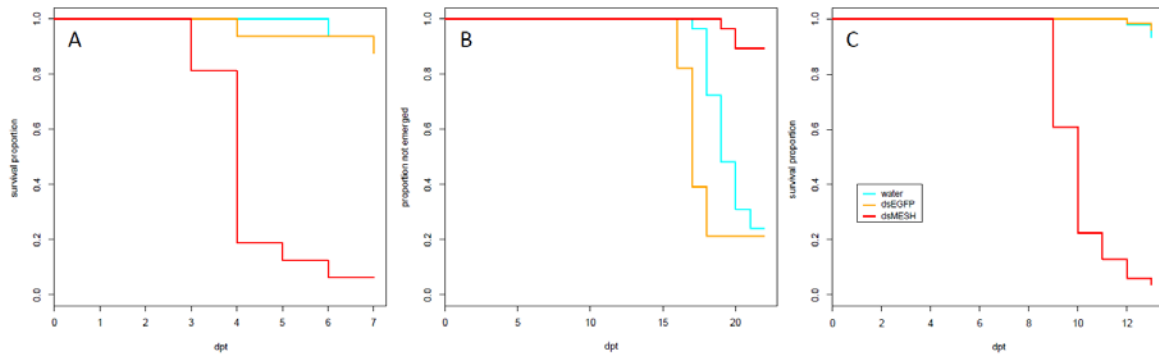 A
survival proportion
1.0
0.8
0.6
0.4
0.2
0.0
0 1 2 3 4 5 6 7
dpt
B
proportion not emerged
1.0
0.8
0.6
0.4
0.2
0.0
0 5 10 15 20
dpt
C
survival proportion
1.0
0.8
0.6
0.4
0.2
0.0
water
dsEGFP
dsMESH
0 2 4 6 8 10 12
dpt